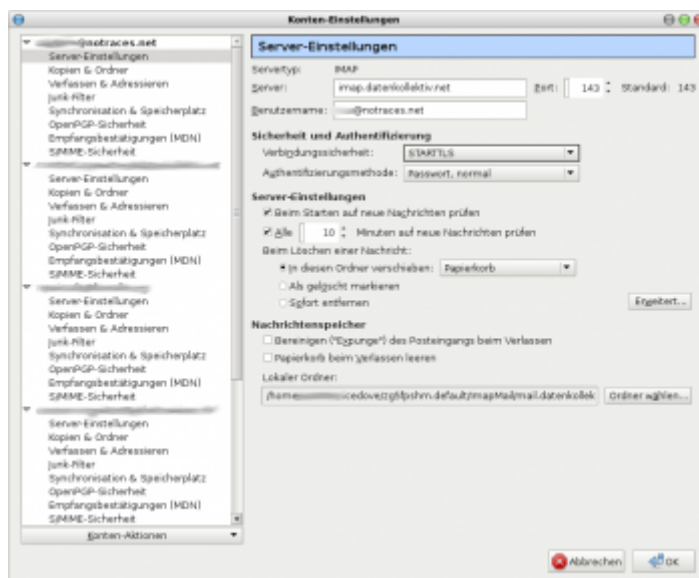 Konten-Einstellungen
@notraces.net
Server-Einstellungen
Kopien & Ordner
Verfassen & Adressieren
Junk-Filter
Synchronisation & Speicherplatz
OpenPGP-Sicherheit
Empfangsbestätigungen (MDN)
S/MIME-Sicherheit
Server-Einstellungen
Kopien & Ordner
Verfassen & Adressieren
Junk-Filter
Synchronisation & Speicherplatz
OpenPGP-Sicherheit
Empfangsbestätigungen (MDN)
S/MIME-Sicherheit
Server-Einstellungen
Kopien & Ordner
Verfassen & Adressieren
Junk-Filter
Synchronisation & Speicherplatz
OpenPGP-Sicherheit
Empfangsbestätigungen (MDN)
S/MIME-Sicherheit
Server-Einstellungen
Kopien & Ordner
Verfassen & Adressieren
Junk-Filter
Synchronisation & Speicherplatz
OpenPGP-Sicherheit
Empfangsbestätigungen (MDN)
S/MIME-Sicherheit
Konten-Aktionen
Server-Einstellungen
Servertyp: IMAP
Server: imap.datenkollektiv.net Port: 143 Standard: 143
Benutzername: @notraces.net
Sicherheit und Authentifizierung
Verbindungssicherheit: STARTTLS
Authentifizierungsmethode: Passwort, normal
Server-Einstellungen
Beim Starten auf neue Nachrichten prüfen
Alle 10 Minuten auf neue Nachrichten prüfen
Beim Löschen einer Nachricht:
In diesen Ordner verschieben: Papierkorb
Als gelöscht markieren
Sofort entfernen
Erweitert...
Nachrichtenspeicher
Bereinigen ("Expunge") des Posteingangs beim Verlassen
Papierkorb beim Verlassen leeren
Lokaler Ordner:
/home ImapMail/mail.datenkollek Ordner wählen...
Abbrechen OK